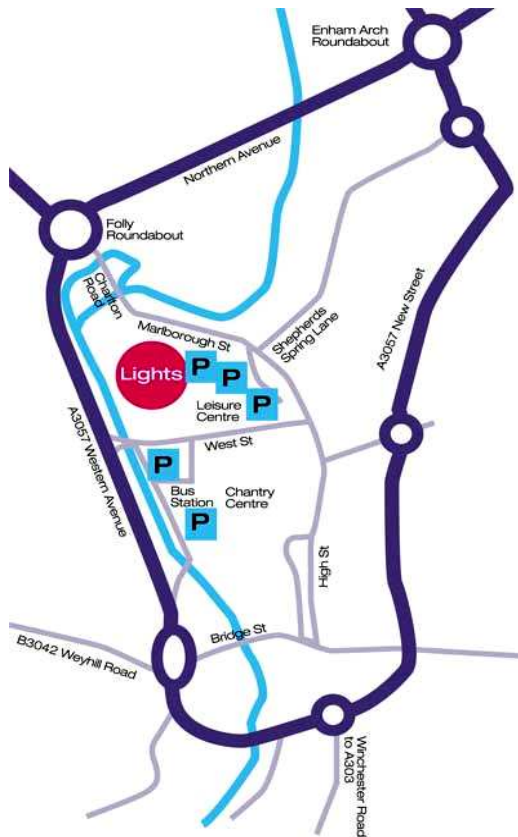 Enham Arch
Roundabout
Northern Avenue
Folly
Roundabout
Charlton
Road
Marlborough St
Shepherds
Spring Lane
A3057 New Street
Lights
P
P
P
Leisure
Centre
A3057 Western Avenue
West St
P
Bus
Station
Chantry
Centre
P
High St
Bridge St
B3042 Weyhill Road
Winchester Road
to A303